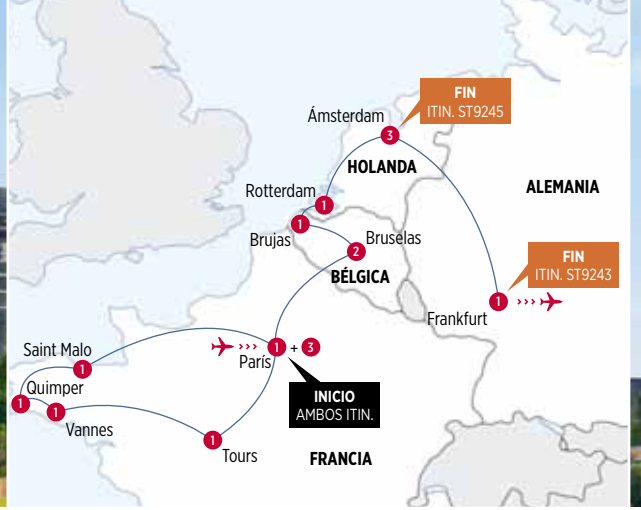 FIN
ITIN. ST9245
Ámsterdam
3
HOLANDA
ALEMANIA
Rotterdam
1
1
Brujas
Bruselas
2
BÉLGICA
FIN
ITIN. ST9243
1 ›››
Frankfurt
Saint Malo
1
››› 1 + 3
París
Quimper
1
1
Vannes
INICIO
AMBOS ITIN.
1
Tours
FRANCIA